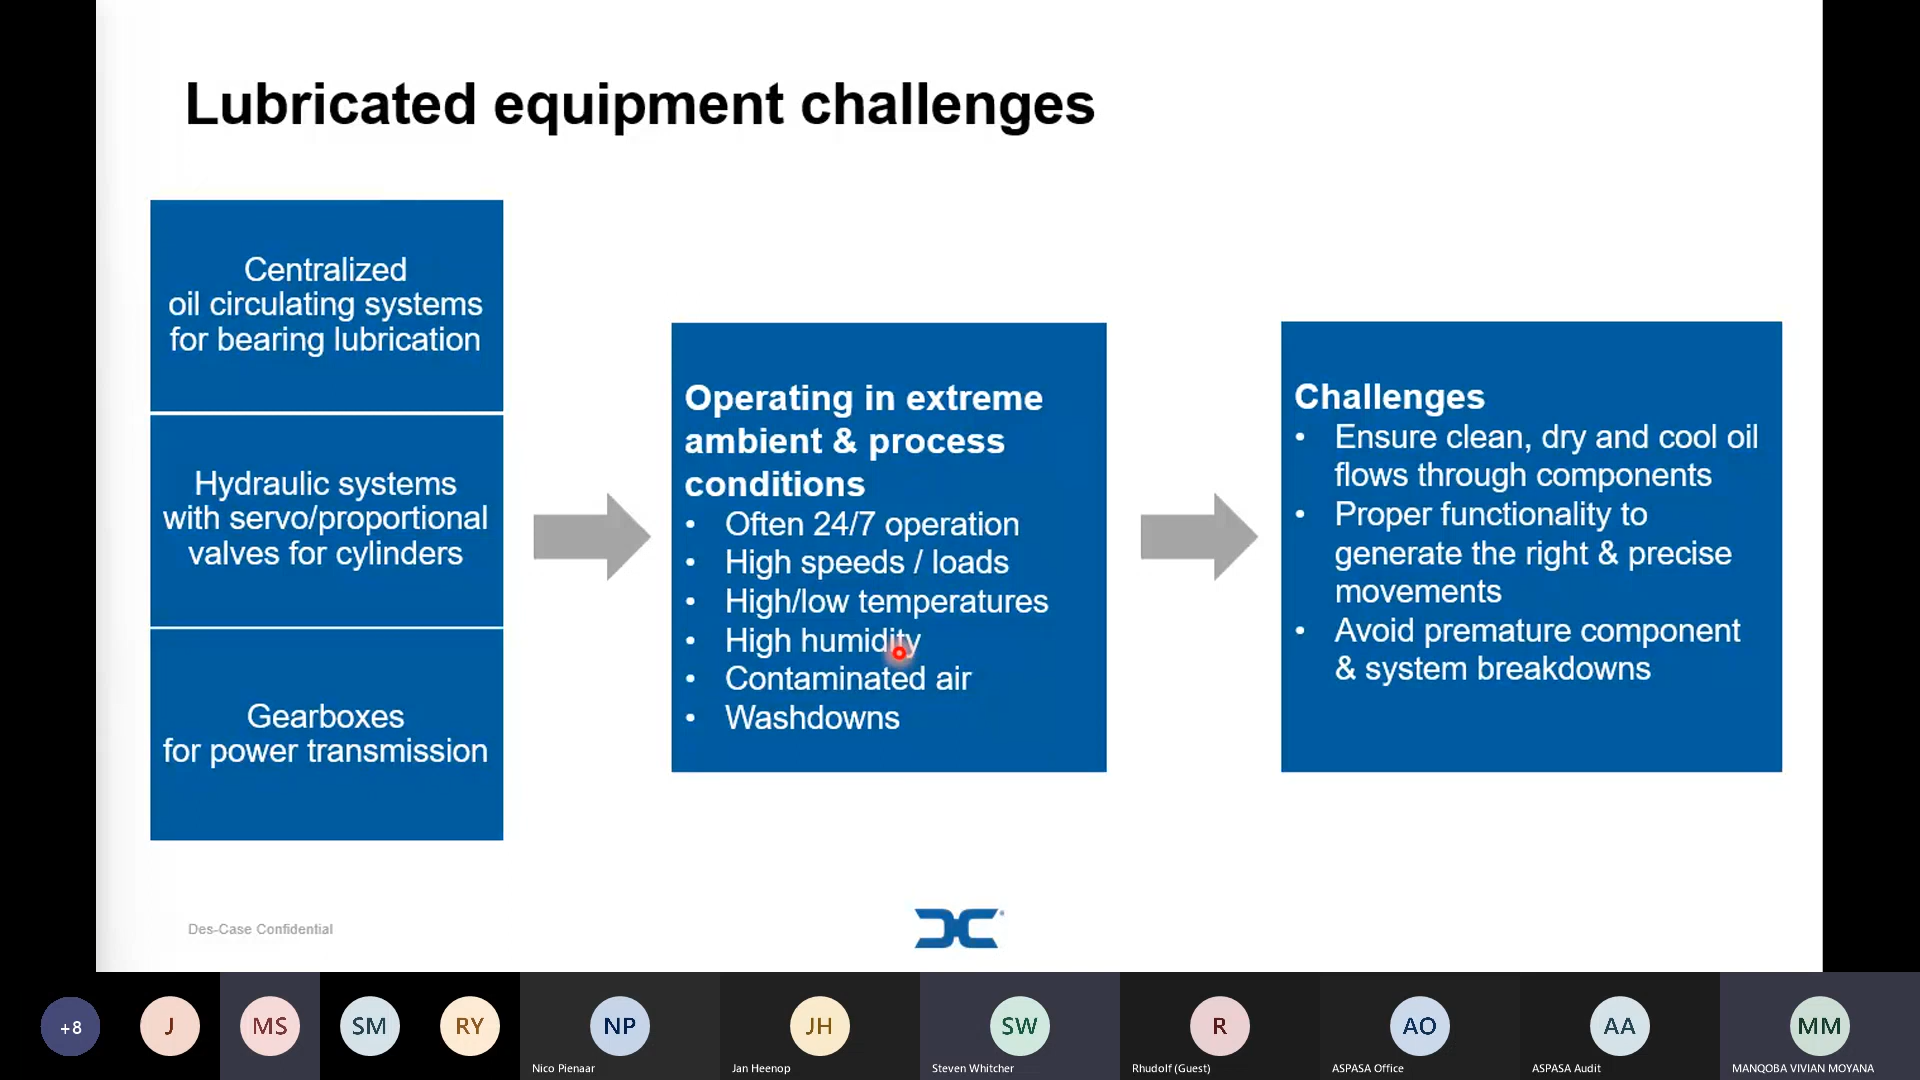 Lubricated equipment challenges
Centralized
oil circulating systems
for bearing lubrication
Hydraulic systems
with servo/proportional
valves for cylinders
Gearboxes
for power transmission
Operating in extreme
ambient & process
conditions
• Often 24/7 operation
• High speeds / loads
• High/low temperatures
• High humidity
• Contaminated air
• Washdowns
Challenges
• Ensure clean, dry and cool oil
flows through components
• Proper functionality to
generate the right & precise
movements
• Avoid premature component
& system breakdowns
Des-Case Confidential
+8
J
MS
SM
RY
NP
Nico Pienaar
JH
Jan Heenop
SW
Steven Whitcher
R
Rhudolf (Guest)
AO
ASPASA Office
AA
ASPASA Audit
MM
MANQOBA VIVIAN MOYANA